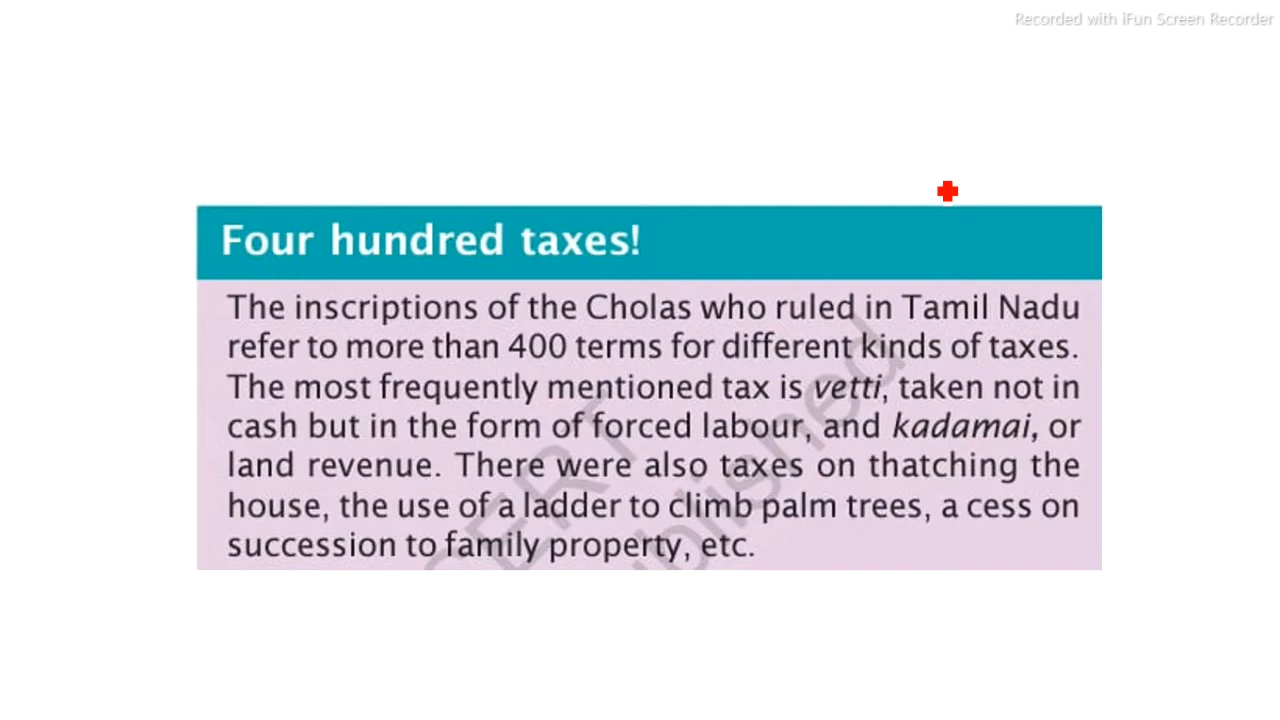 Recorded with iFun Screen Recorder
Four hundred taxes!
The inscriptions of the Cholas who ruled in Tamil Nadu
refer to more than 400 terms for different kinds of taxes.
The most frequently mentioned tax is vetti, taken not in
cash but in the form of forced labour, and kadamai, or
land revenue. There were also taxes on thatching the
house, the use of a ladder to climb palm trees, a cess on
succession to family property, etc.